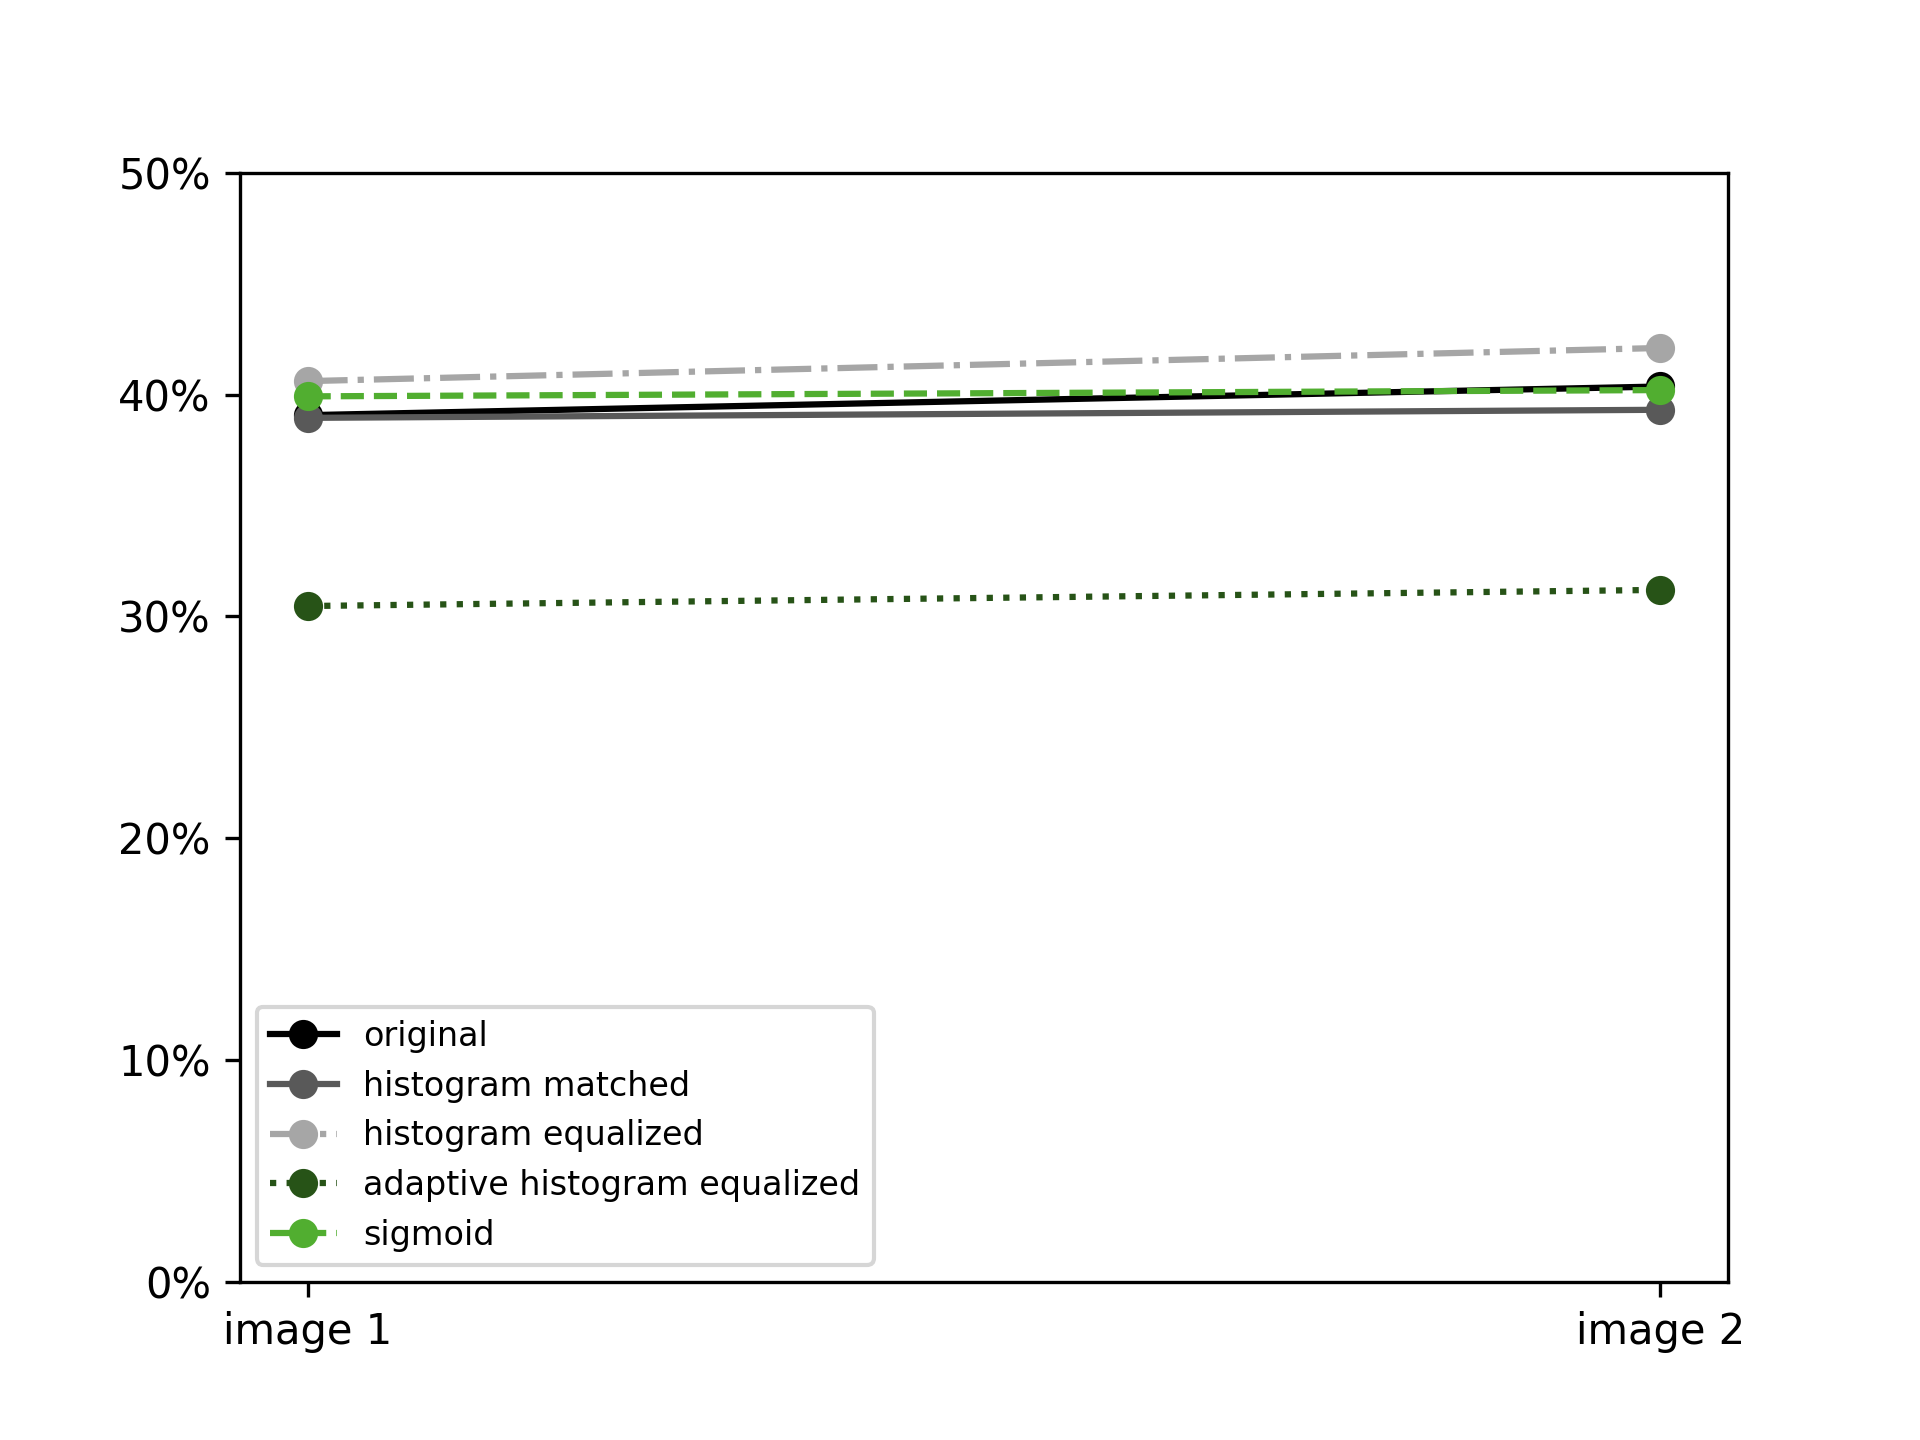 50%
40%
30%
20%
10%
0%
original
histogram matched
histogram equalized
adaptive histogram equalized
sigmoid
image 1
image 2